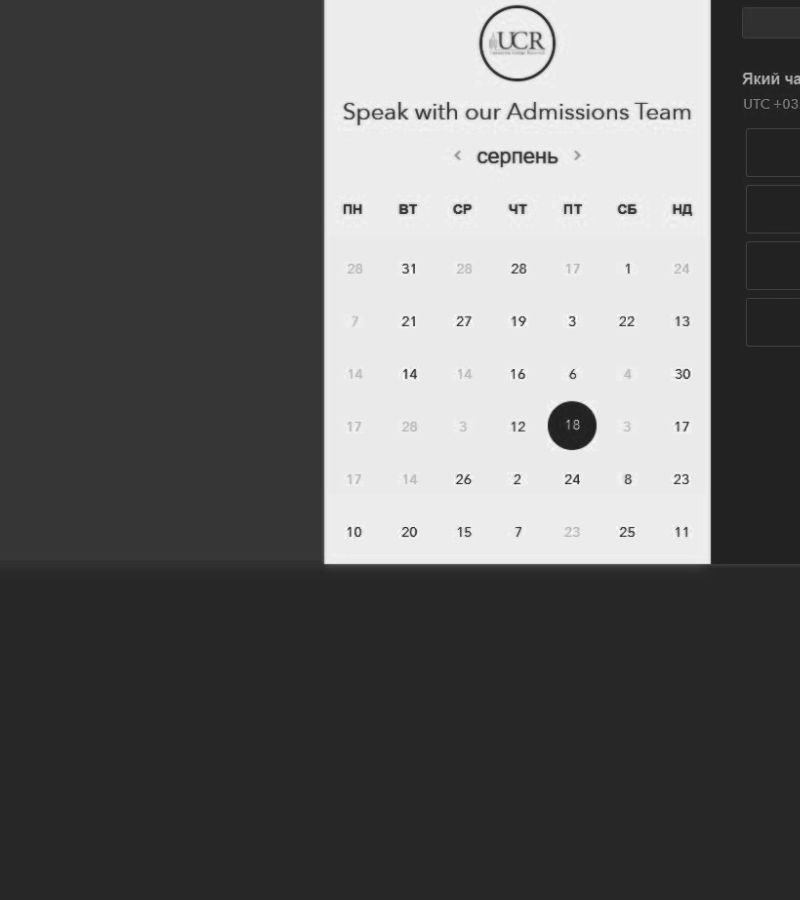 UCR
Speak with our Admissions Team
Який ча
< серпень >
UTC +03
ПН ВТ СР ЧТ ПТ СБ НД
28 31 28 28 17 1 24
7 21 27 19 3 22 13
14 14 14 16 6 4 30
17 28 3 12 18 3 17
17 14 26 2 24 8 23
10 20 15 7 23 25 11